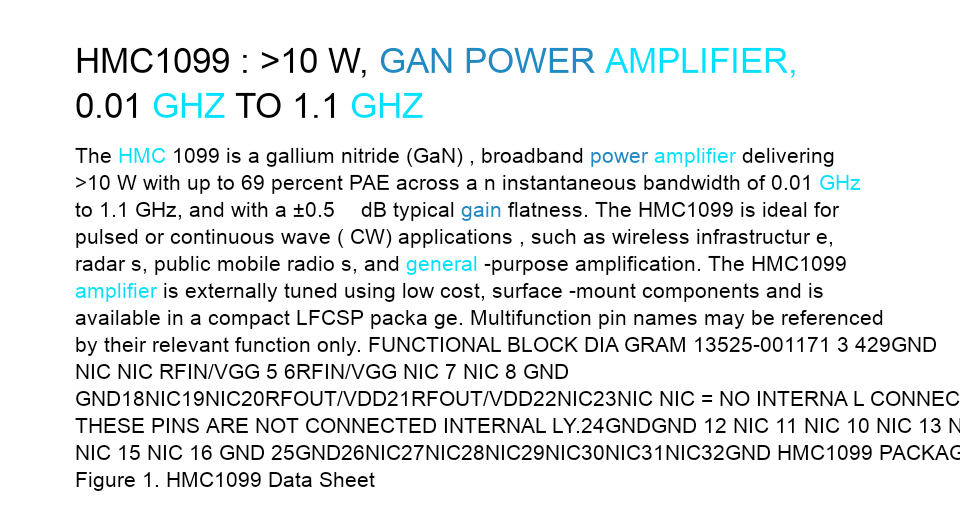 HMC1099 : >10 W, GAN POWER AMPLIFIER,
0.01 GHZ TO 1.1 GHZ
The HMC 1099 is a gallium nitride (GaN) , broadband power amplifier delivering
>10 W with up to 69 percent PAE across a n instantaneous bandwidth of 0.01 GHz
to 1.1 GHz, and with a ±0.5 dB typical gain flatness. The HMC1099 is ideal for
pulsed or continuous wave ( CW) applications , such as wireless infrastructur e,
radar s, public mobile radio s, and general -purpose amplification. The HMC1099
amplifier is externally tuned using low cost, surface -mount components and is
available in a compact LFCSP packa ge. Multifunction pin names may be referenced
by their relevant function only. FUNCTIONAL BLOCK DIA GRAM 13525-001171 3 429GND
NIC NIC RFIN/VGG 5 6RFIN/VGG NIC 7 NIC 8 GND
GND18NIC19NIC20RFOUT/VDD21RFOUT/VDD22NIC23NIC NIC = NO INTERNA L CONNEC
THESE PINS ARE NOT CONNECTED INTERNAL LY.24GNDGND 12 NIC 11 NIC 10 NIC 13 N
NIC 15 NIC 16 GND 25GND26NIC27NIC28NIC29NIC30NIC31NIC32GND HMC1099 PACKAG
Figure 1. HMC1099 Data Sheet